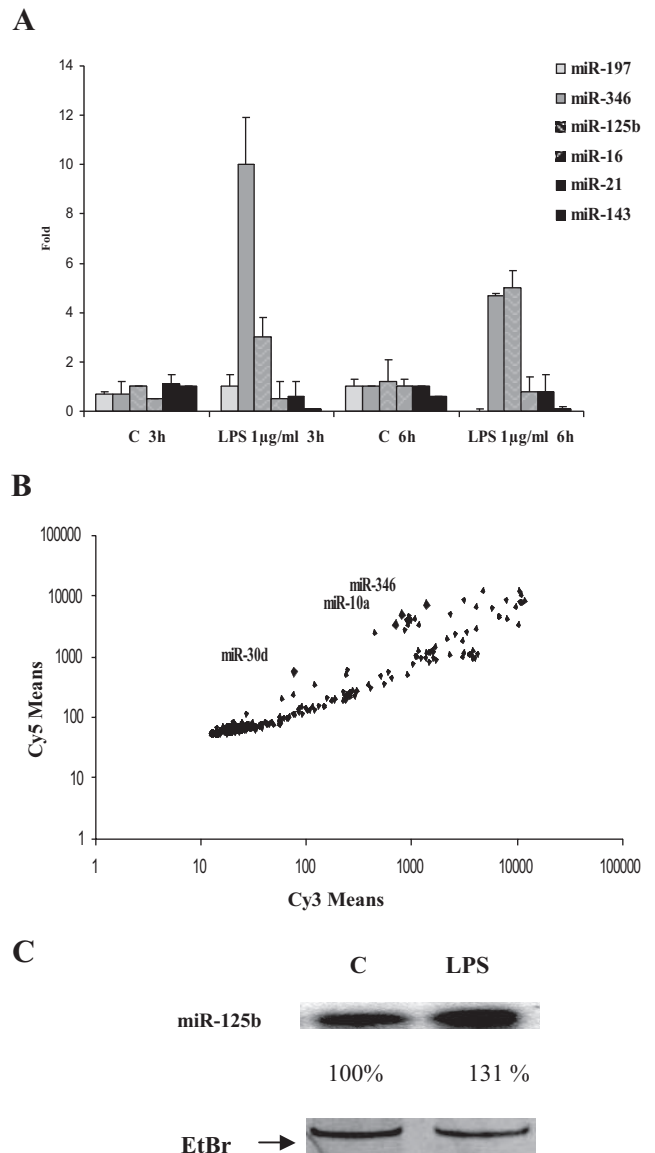 A
14
12
10
8
6
4
2
0
Fold
C 3h
LPS 1µg/ml 3h
C 6h
LPS 1µg/ml 6h
miR-197
miR-346
miR-125b
miR-16
miR-21
miR-143
B
100000
10000
1000
100
10
1
Cy5 Means
miR-346
miR-10a
miR-30d
1 10 100 1000 10000 100000
Cy3 Means
C
C LPS
miR-125b
100% 131 %
EtBr